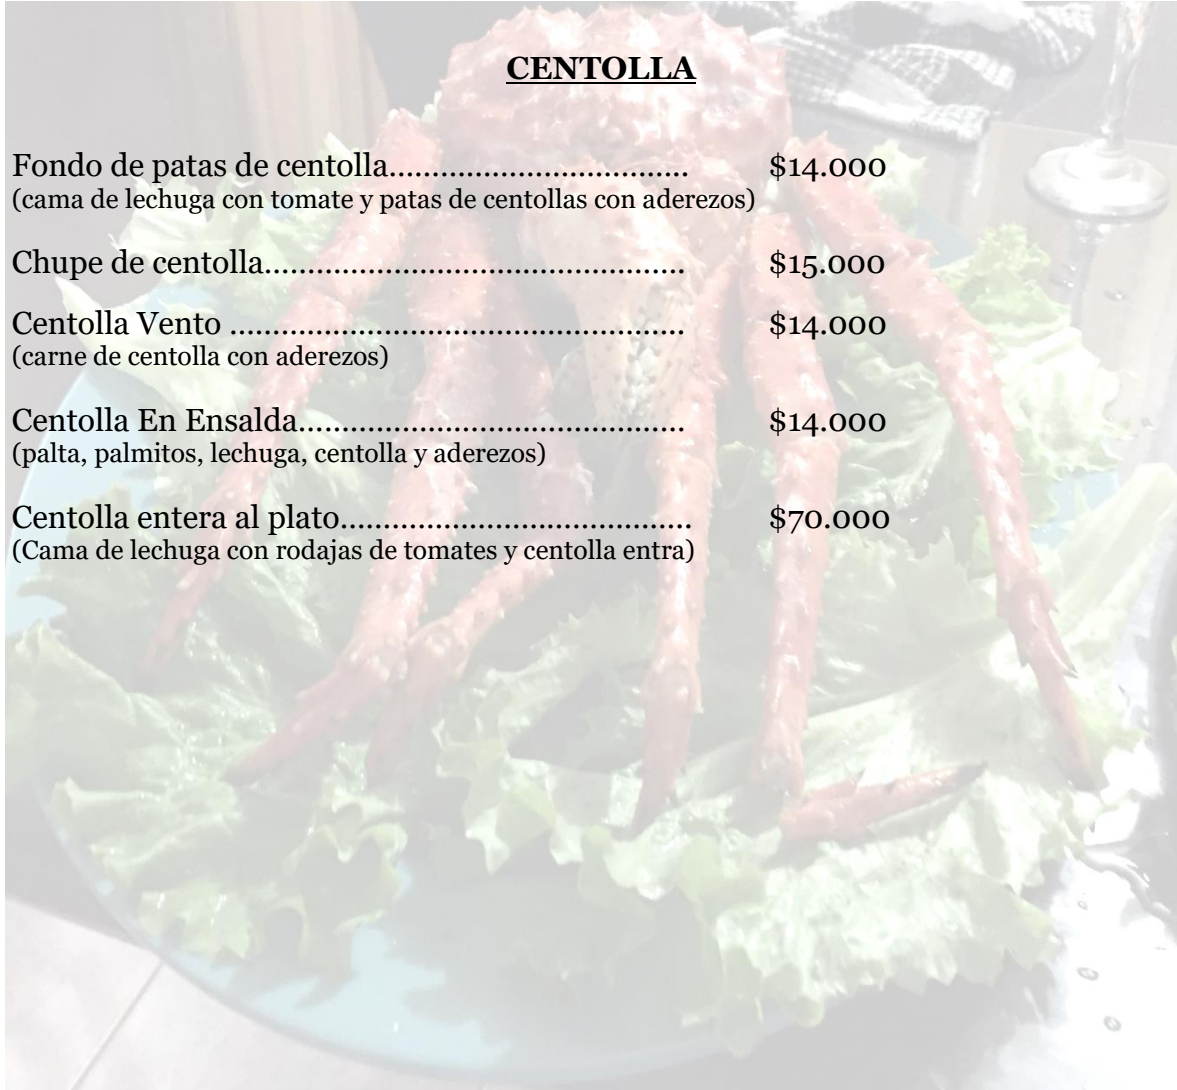 CENTOLLA
Fondo de patas de centolla................................... $14.000
(cama de lechuga con tomate y patas de centollas con aderezos)
Chupe de centolla................................................. $15.000
Centolla Vento ..................................................... $14.000
(carne de centolla con aderezos)
Centolla En Ensalda............................................. $14.000
(palta, palmitos, lechuga, centolla y aderezos)
Centolla entera al plato......................................... $70.000
(Cama de lechuga con rodajas de tomates y centolla entra)